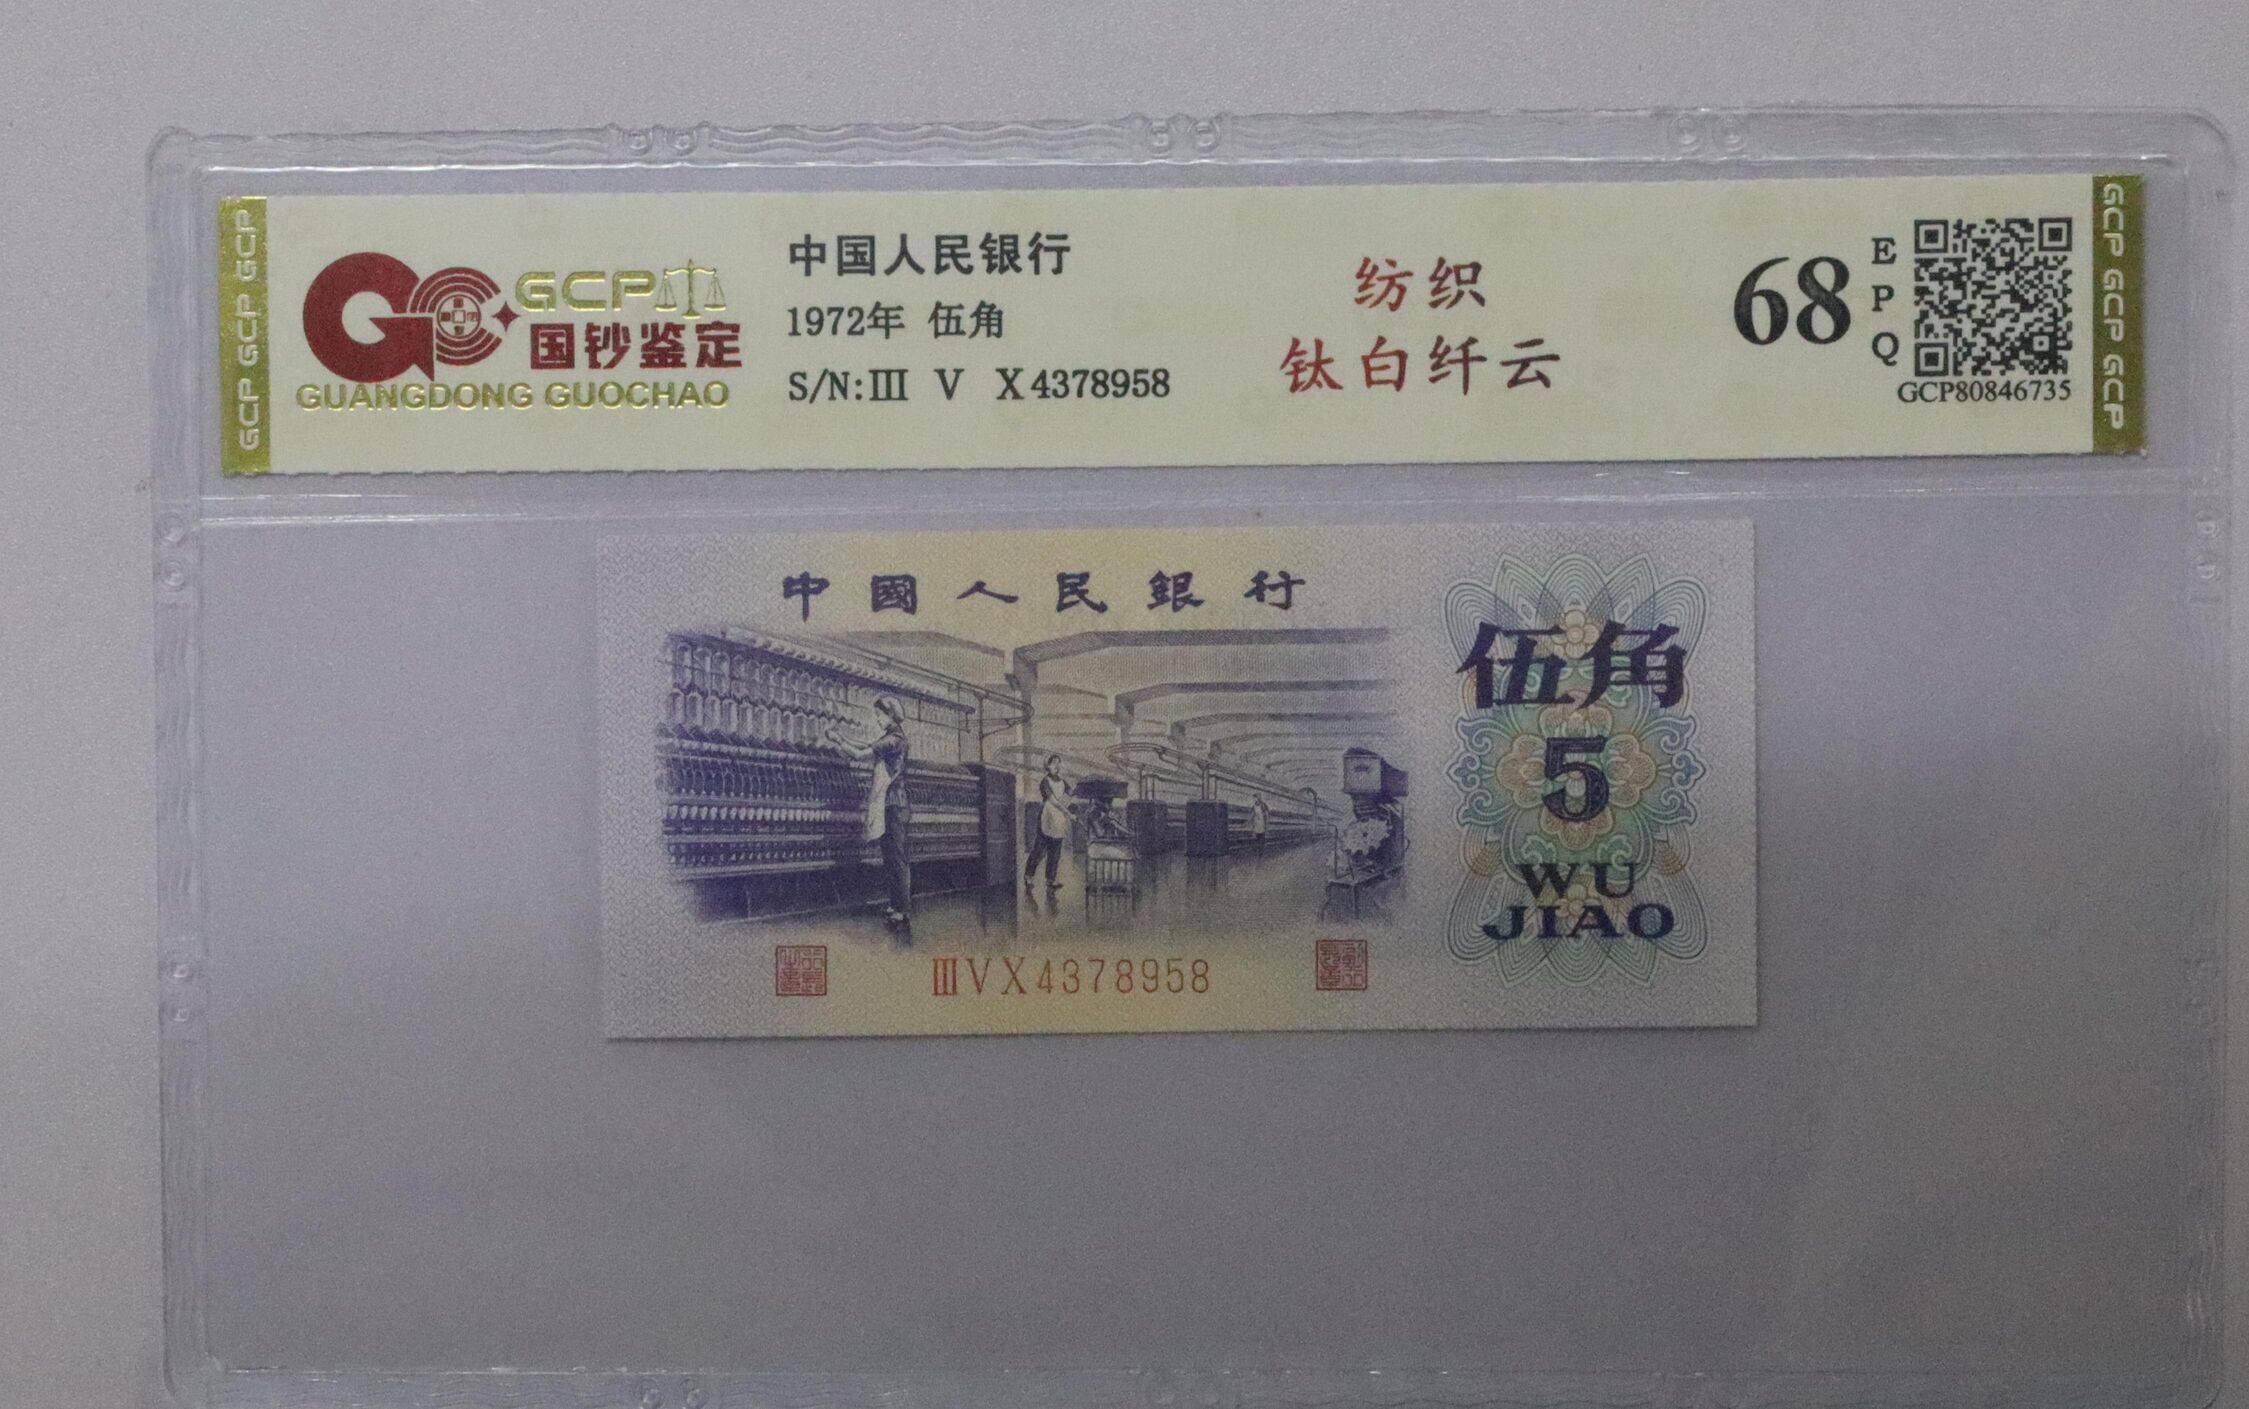 GCP GCP GCP
GCP
国钞鉴定
GUANGDONG GUOCHAO
中国人民银行
1972年 伍角
S/N:Ⅲ V X4378958
纺织
钛白纤云
68
E
P
Q
GCP80846735
GCP GCP GCP
中國人民銀行
伍角
5
WU
JIAO
ⅢVX4378958